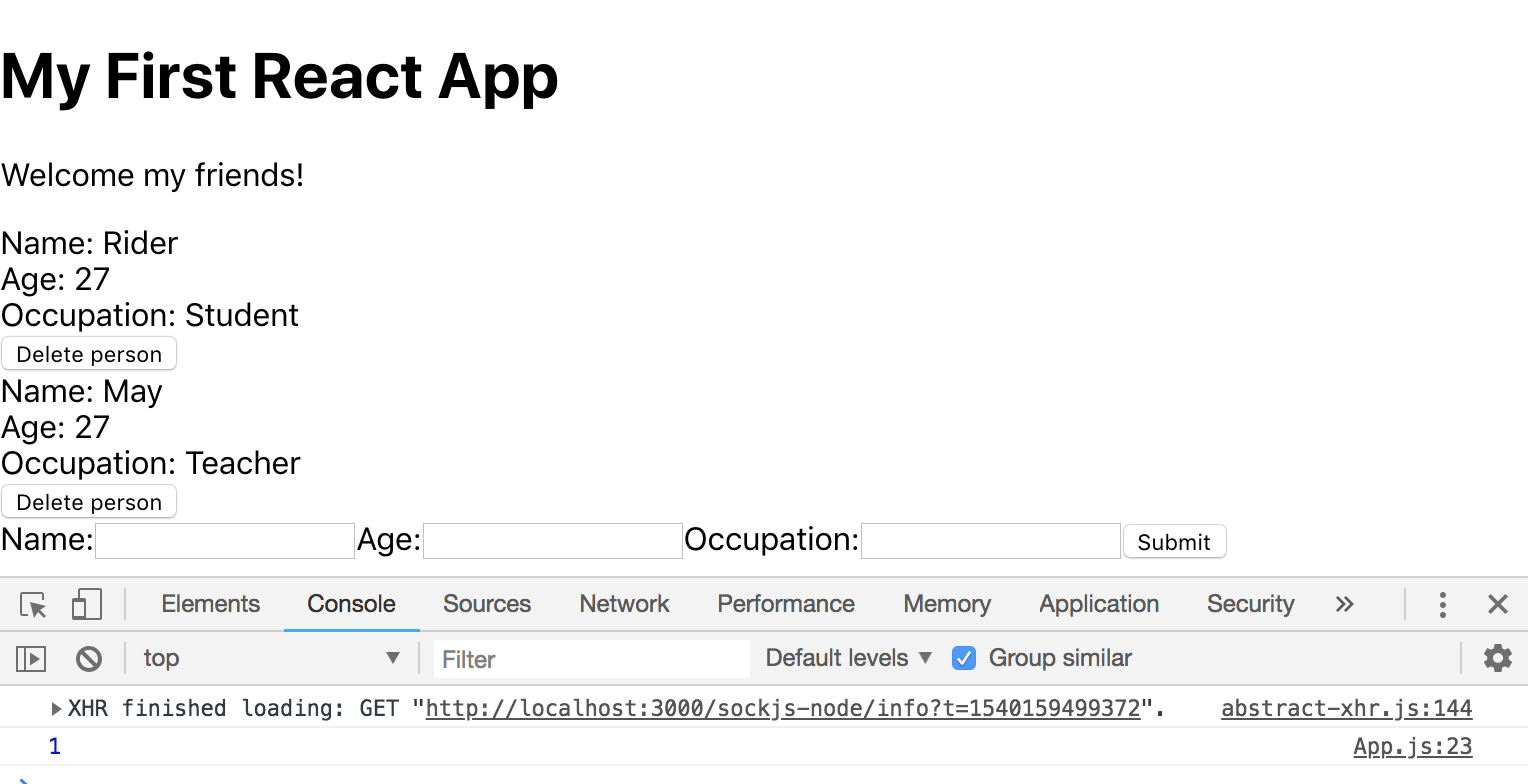 My First React App
Welcome my friends!
Name: Rider
Age: 27
Occupation: Student
Delete person
Name: May
Age: 27
Occupation: Teacher
Delete person
Name: Age: Occupation: Submit
Elements Console Sources Network Performance Memory Application Security »
top ▼ Filter Default levels ▼ Group similar
XHR finished loading: GET "http://localhost:3000/sockjs-node/info?t=1540159499372". abstract-xhr.js:144
1 App.js:23